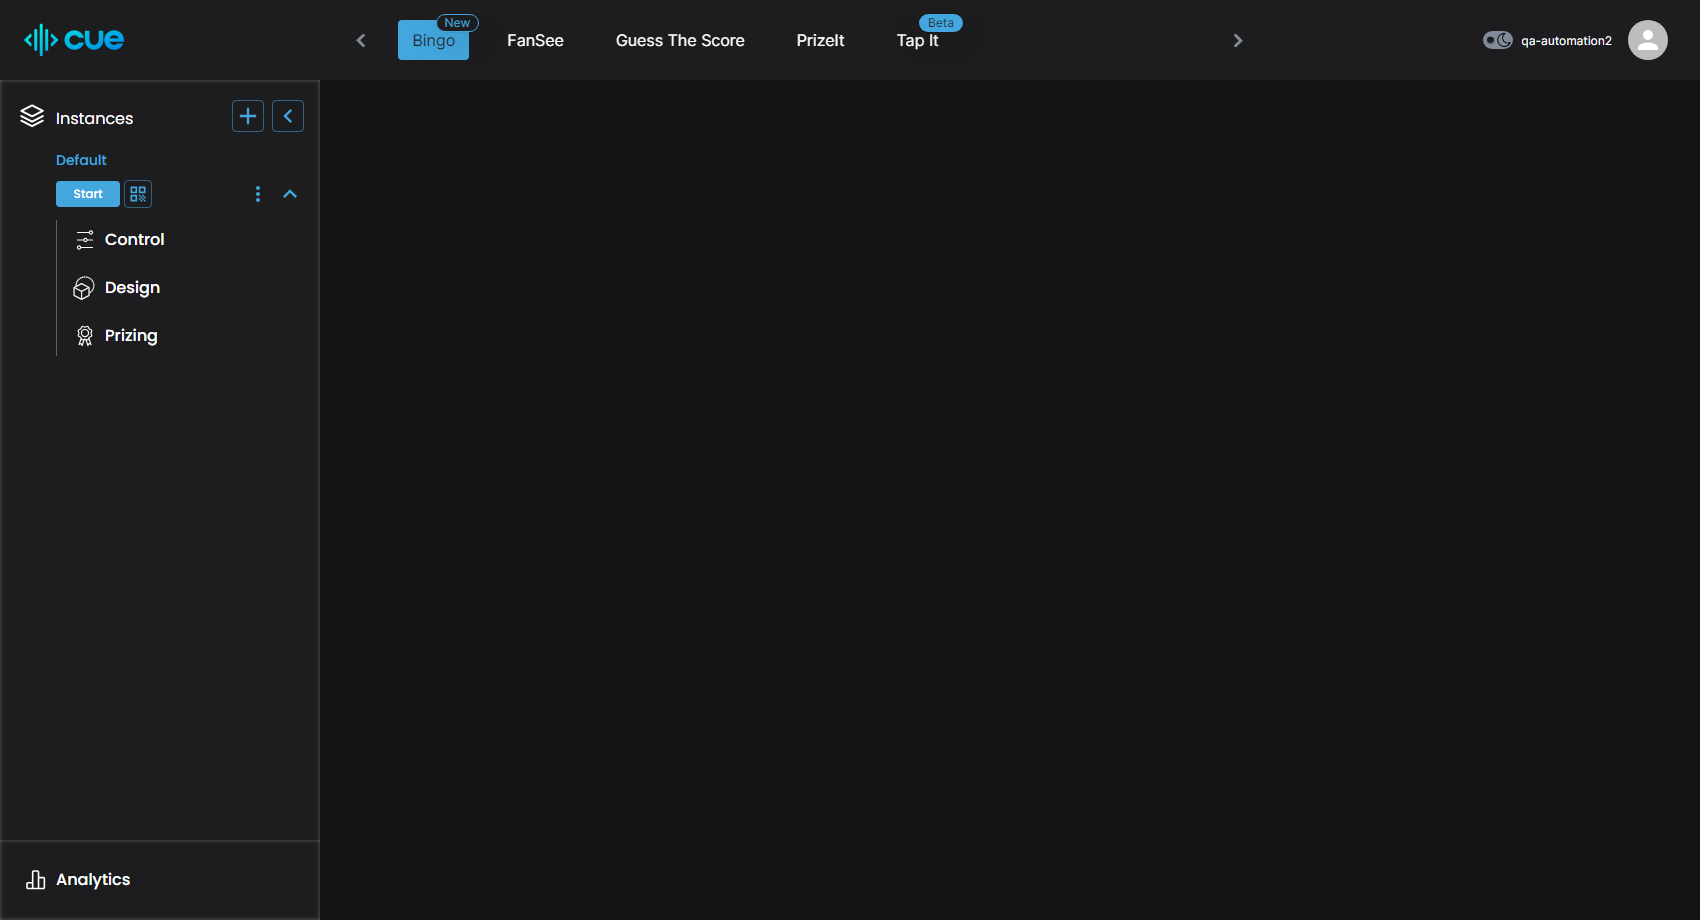 cue
New
Bingo
FanSee
Guess The Score
PrizeIt
Beta
Tap It
qa-automation2
Instances
Default
Start
Control
Design
Prizing
Analytics